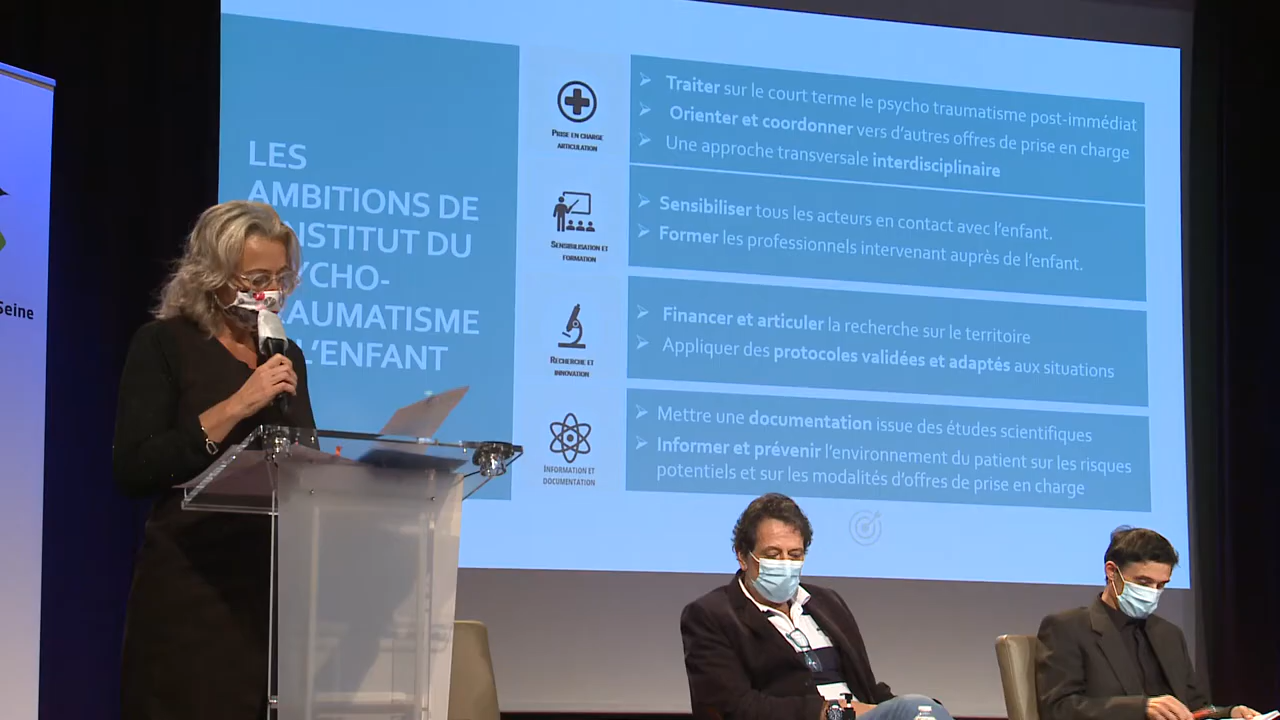 LES
AMBITIONS DE
INSTITUT DU
YCHO-
AUMATISME
L'ENFANT
PRISE EN CHARGE
ARTICULATION
Traiter sur le court terme le psycho traumatisme post-immédiat
Orienter et coordonner vers d'autres offres de prise en charge
Une approche transversale interdisciplinaire
SENSIBILISATION ET
FORMATION
Sensibiliser tous les acteurs en contact avec l'enfant.
Former les professionnels intervenant auprès de l'enfant.
RECHERCHE ET
INNOVATION
Financer et articuler la recherche sur le territoire
Appliquer des protocoles validées et adaptés aux situations
INFORMATION ET
DOCUMENTATION
Mettre une documentation issue des études scientifiques
Informer et prévenir l'environnement du patient sur les risques
potentiels et sur les modalités d'offres de prise en charge
Seine